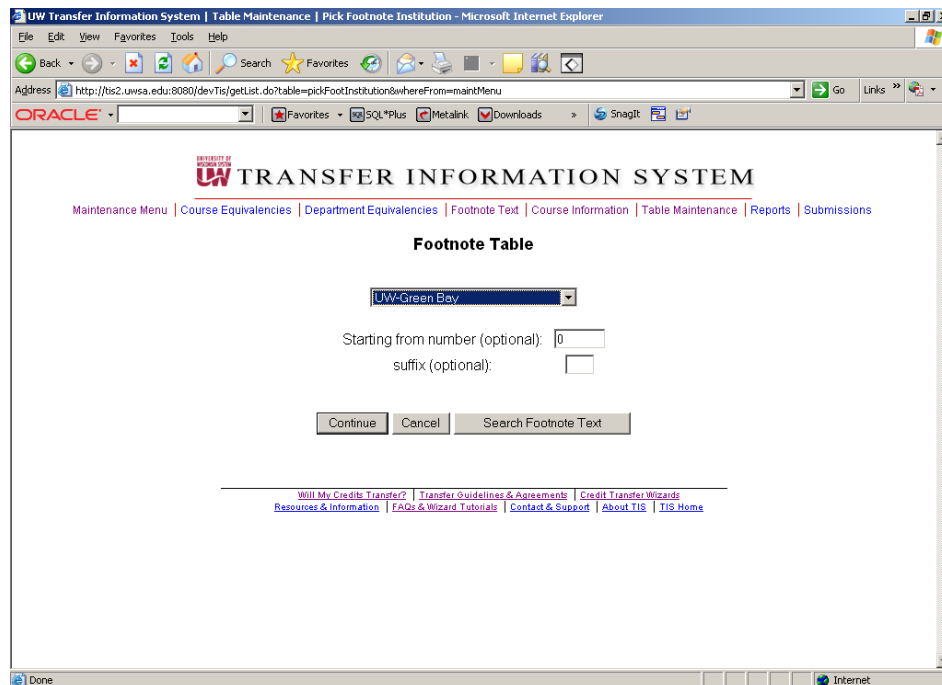 UW Transfer Information System | Table Maintenance | Pick Footnote Institution - Microsoft Internet Explorer
File Edit View Favorites Tools Help
Back Search Favorites
Address http://tis2.uwsa.edu:8080/devTis/getList.do?table=pickFootInstitution&whereFrom=maintMenu Go Links »
ORACLE Favorites SQL*Plus Metalink Downloads » SnagIt
UNIVERSITY OF WISCONSIN SYSTEM
UW TRANSFER INFORMATION SYSTEM
Maintenance Menu | Course Equivalencies | Department Equivalencies | Footnote Text | Course Information | Table Maintenance | Reports | Submissions
Footnote Table
UW-Green Bay
Starting from number (optional): 0
suffix (optional):
Continue Cancel Search Footnote Text
Will My Credits Transfer? | Transfer Guidelines & Agreements | Credit Transfer Wizards
Resources & Information | FAQs & Wizard Tutorials | Contact & Support | About TIS | TIS Home
Done Internet